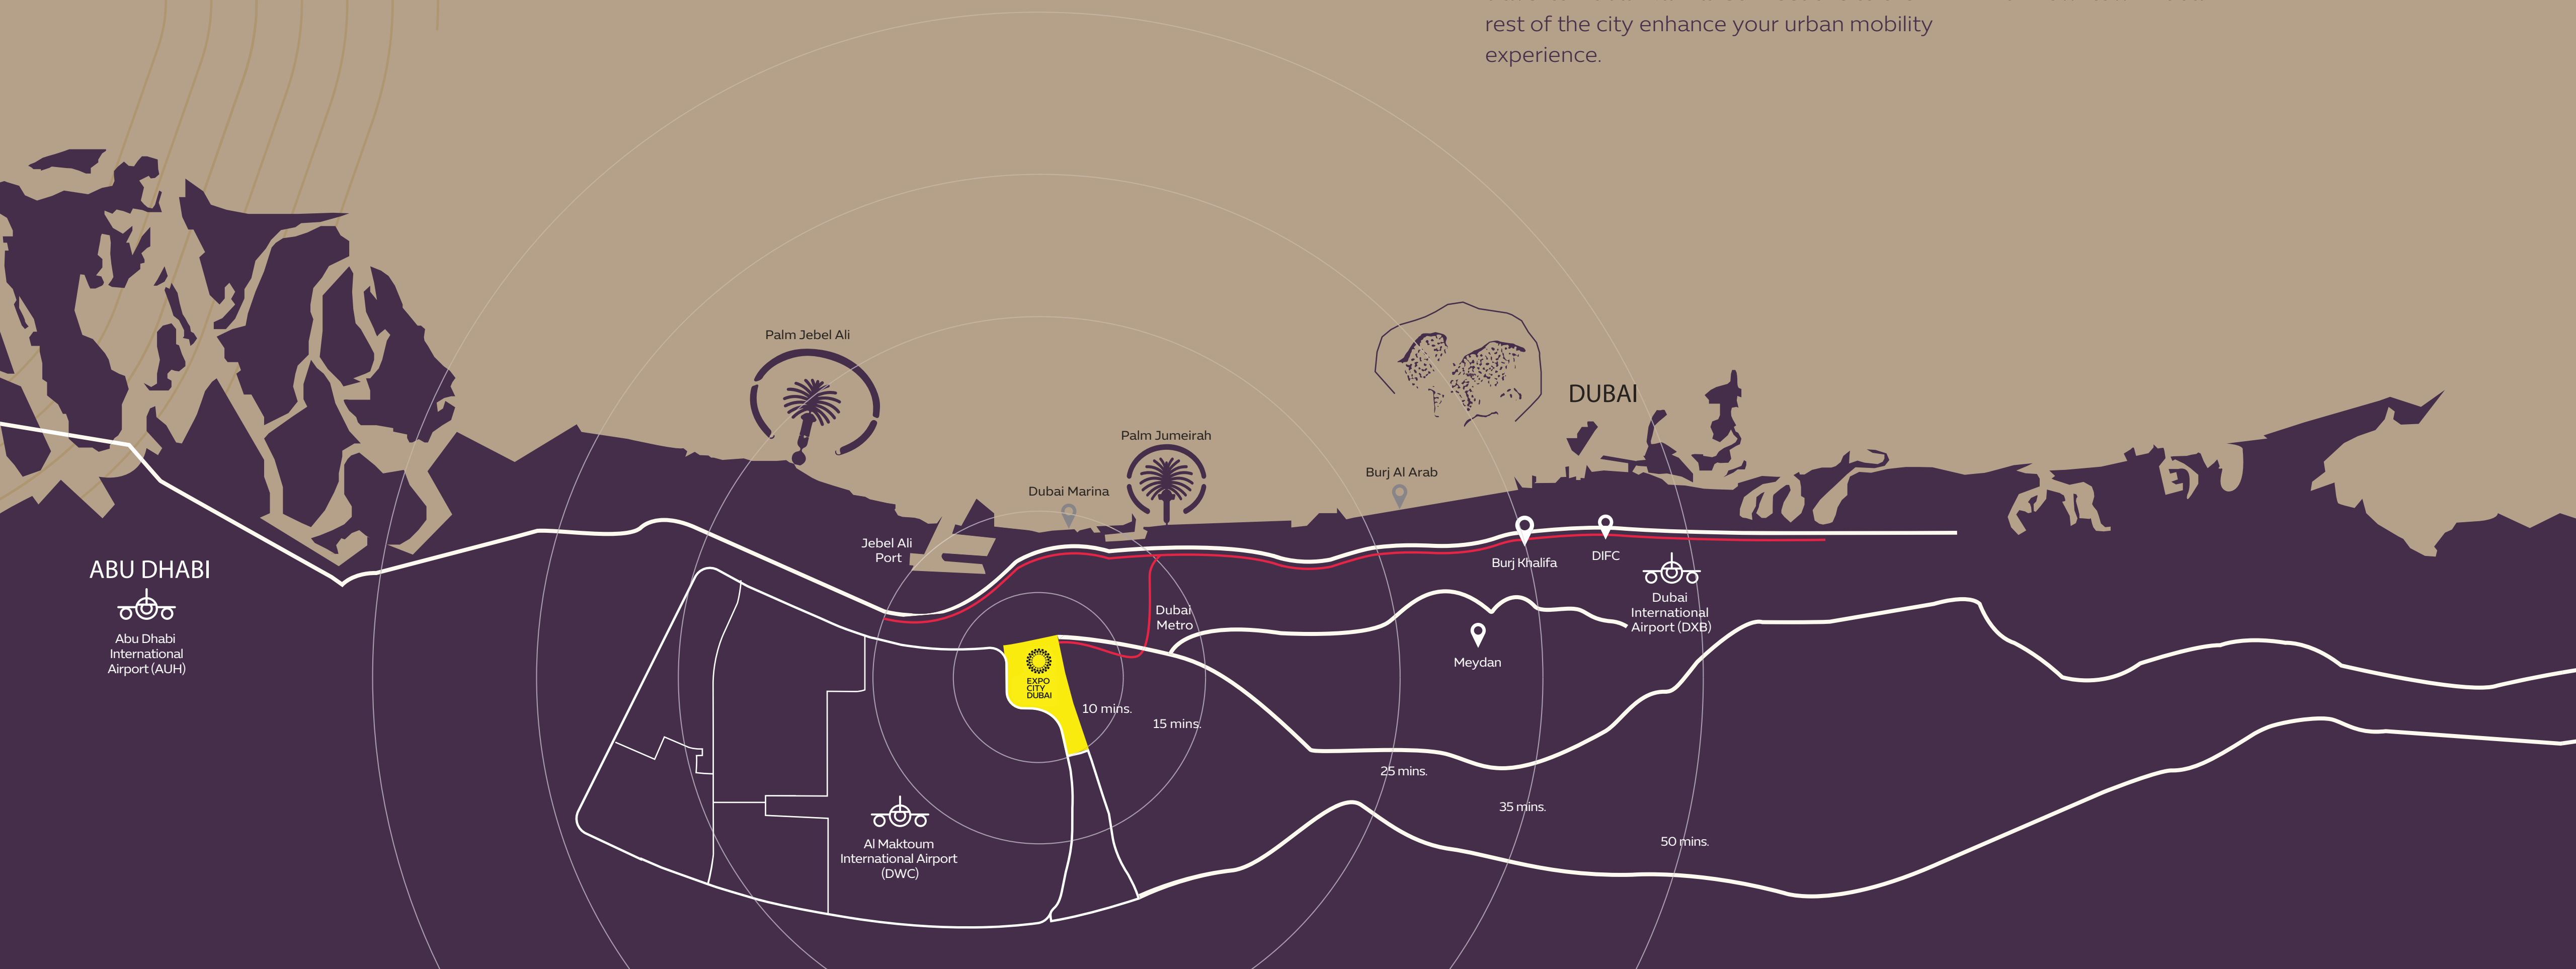 rest of the city enhance your urban mobility
experience.
Palm Jebel Ali
DUBAI
Palm Jumeirah
Burj Al Arab
Dubai Marina
Jebel Ali
Port
Burj Khalifa
DIFC
ABU DHABI
Abu Dhabi
International
Airport (AUH)
Dubai
International
Airport (DXB)
Dubai
Metro
Meydan
EXPO
CITY
DUBAI
10 mins.
15 mins.
25 mins.
35 mins.
50 mins.
Al Maktoum
International Airport
(DWC)